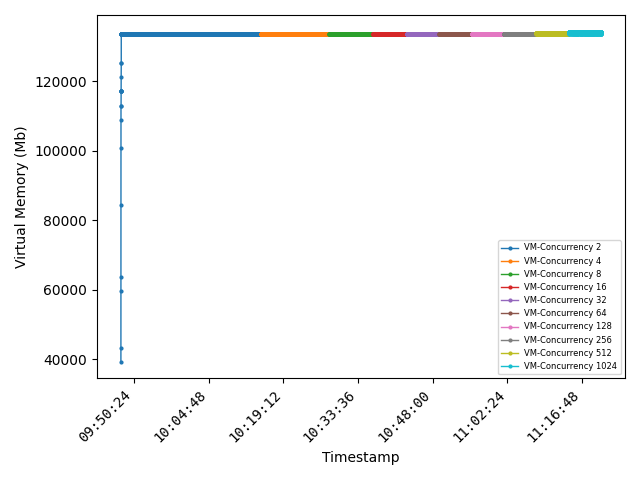 Virtual Memory (Mb)
120000
100000
80000
60000
40000
VM-Concurrency 2
VM-Concurrency 4
VM-Concurrency 8
VM-Concurrency 16
VM-Concurrency 32
VM-Concurrency 64
VM-Concurrency 128
VM-Concurrency 256
VM-Concurrency 512
VM-Concurrency 1024
09:50:24
10:04:48
10:19:12
10:33:36
10:48:00
11:02:24
11:16:48
Timestamp